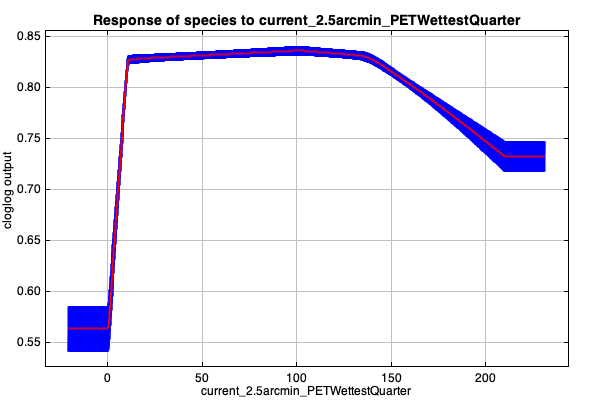 Response of species to current_2.5arcmin_PETWettestQuarter
0.85
0.80
0.75
0.70
0.65
0.60
0.55
cloglog output
0 50 100 150 200
current_2.5arcmin_PETWettestQuarter